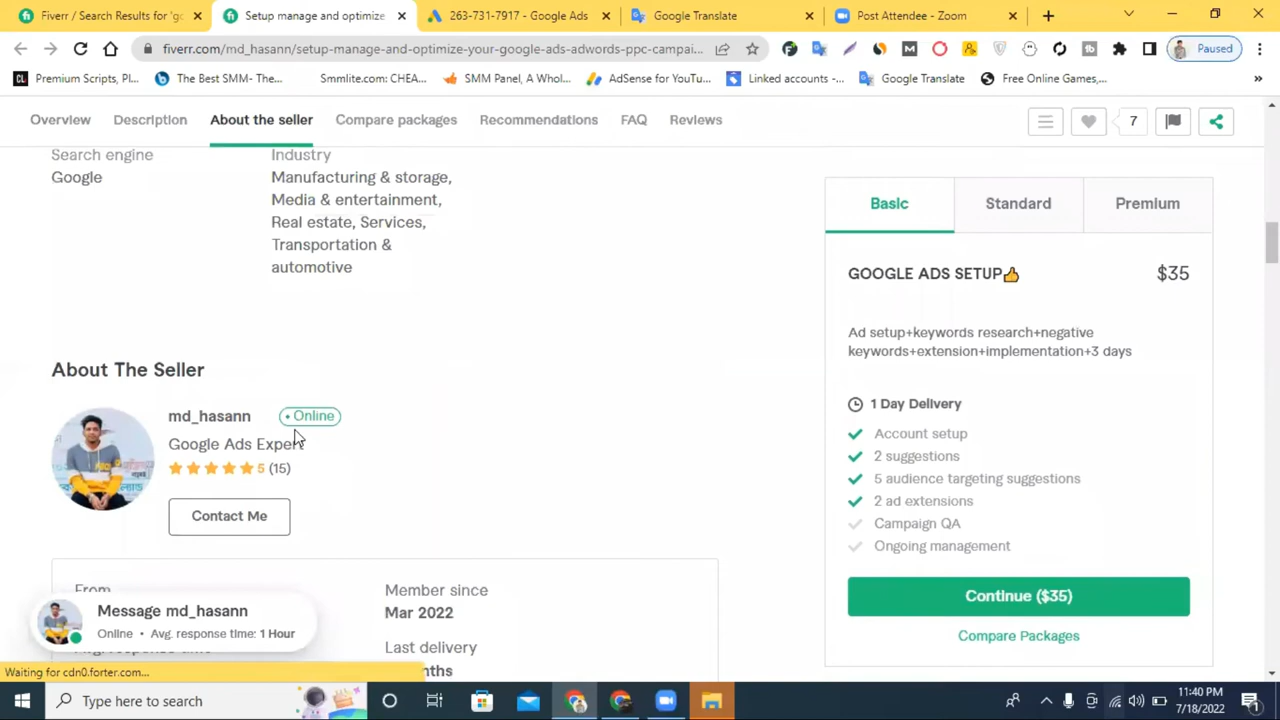 Fiverr / Search Results for 'go
Setup manage and optimize
263-731-7917 - Google Ads
Google Translate
Post Attendee - Zoom
fiverr.com/md_hasann/setup-manage-and-optimize-your-google-ads-adwords-ppc-campai...
Paused
Premium Scripts, Pl...
The Best SMM- The...
Smmlite.com: CHEA...
SMM Panel, A Whol...
AdSense for YouTu...
Linked accounts -...
Google Translate
Free Online Games,...
Overview
Description
About the seller
Compare packages
Recommendations
FAQ
Reviews
7
Search engine
Google
Industry
Manufacturing & storage,
Media & entertainment,
Real estate, Services,
Transportation &
automotive
About The Seller
md_hasann
• Online
Google Ads Expert
5 (15)
Contact Me
From
Member since
Mar 2022
Last delivery
Message md_hasann
Online • Avg. response time: 1 Hour
Waiting for cdn0.forter.com...
Basic
Standard
Premium
GOOGLE ADS SETUP👍
$35
Ad setup+keywords research+negative
keywords+extension+implementation+3 days
1 Day Delivery
Account setup
2 suggestions
5 audience targeting suggestions
2 ad extensions
Campaign QA
Ongoing management
Continue ($35)
Compare Packages
Type here to search
11:40 PM
7/18/2022